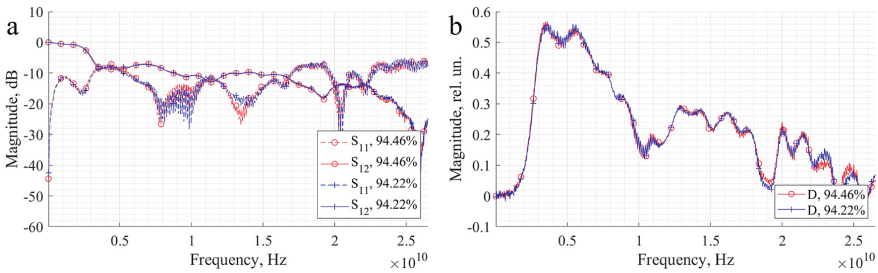 a
Magnitude, dB
10
0
-10
-20
-30
-40
-50
-60
S11, 94.46%
S12, 94.46%
S11, 94.22%
S12, 94.22%
0.5
1
1.5
2
2.5
×10^10
Frequency, Hz
b
Magnitude, rel. un.
0.6
0.5
0.4
0.3
0.2
0.1
0
-0.1
D, 94.46%
D, 94.22%
0
0.5
1
1.5
2
2.5
×10^10
Frequency, Hz